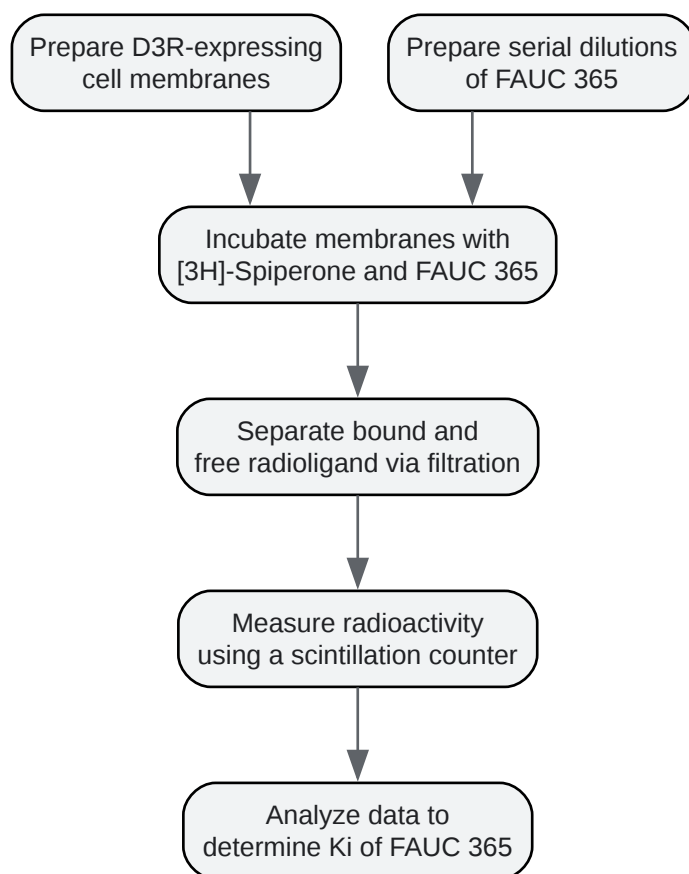 Prepare D3R-expressing
cell membranes
Prepare serial dilutions
of FAUC 365
Incubate membranes with
[3H]-Spiperone and FAUC 365
Separate bound and
free radioligand via filtration
Measure radioactivity
using a scintillation counter
Analyze data to
determine Ki of FAUC 365